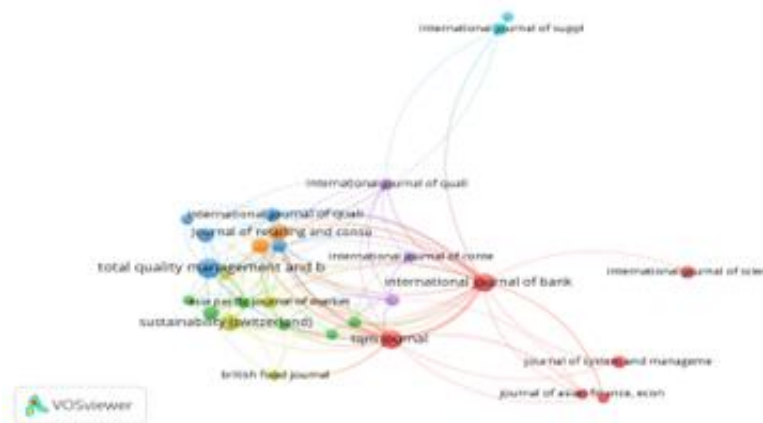 international journal of suppl
international journal of quali
international journal of quali
journal of retailing and consu
international journal of conte
total quality management and b
international journal of bank
international journal of scien
asia pacific journal of market
sustainability (switzerland)
tqm journal
journal of system and manageme
british food journal
journal of asian finance, econ
VOSviewer